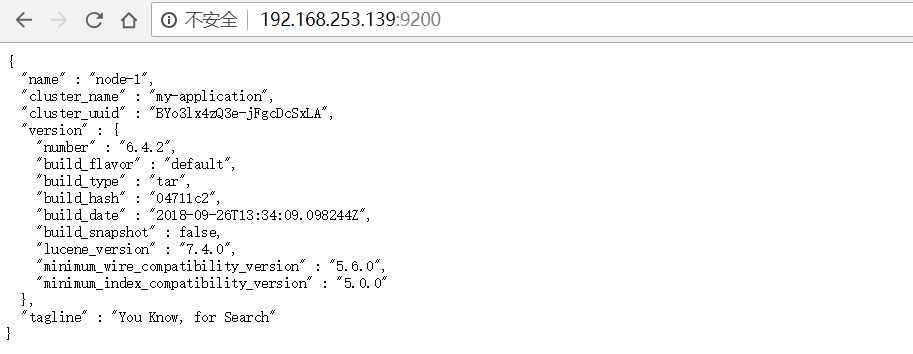 不安全 192.168.253.139:9200
{
"name" : "node-1",
"cluster_name" : "my-application",
"cluster_uuid" : "BYo3lx4zQ3e-jFgcDcSxLA",
"version" : {
"number" : "6.4.2",
"build_flavor" : "default",
"build_type" : "tar",
"build_hash" : "04711c2",
"build_date" : "2018-09-26T13:34:09.098244Z",
"build_snapshot" : false,
"lucene_version" : "7.4.0",
"minimum_wire_compatibility_version" : "5.6.0",
"minimum_index_compatibility_version" : "5.0.0"
},
"tagline" : "You Know, for Search"
}